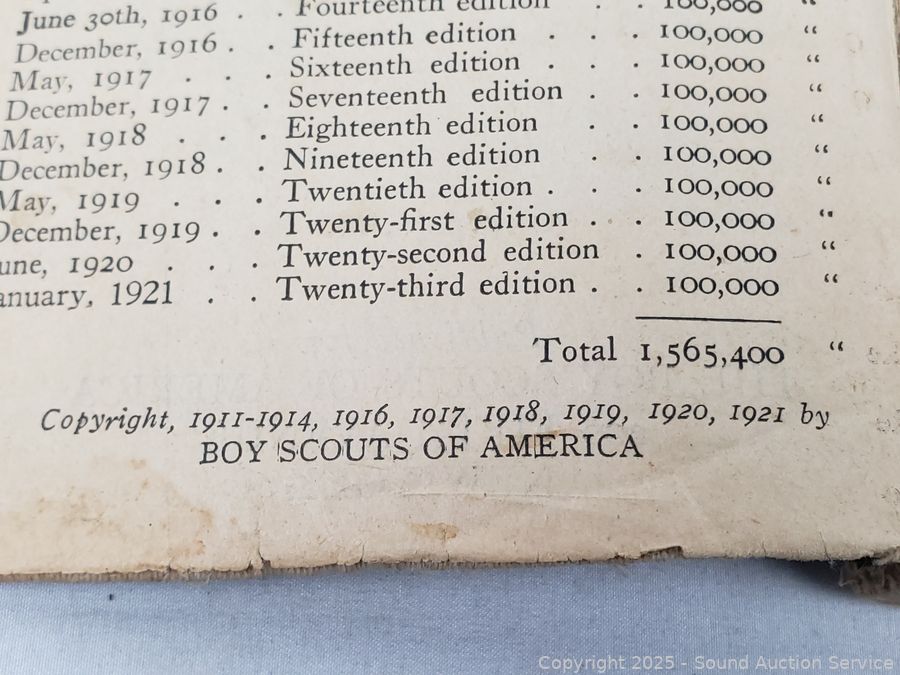 June 30th, 1916 . . Fourteenth edition . . . 100,000 "
December, 1916 . . Fifteenth edition . . . 100,000 "
May, 1917 . . . Sixteenth edition . . . 100,000 "
December, 1917 . . Seventeenth edition . . 100,000 "
May, 1918 . . . Eighteenth edition . . 100,000 "
December, 1918 . . Nineteenth edition . . 100,000 "
May, 1919 . . . Twentieth edition . . . 100,000 "
December, 1919 . . Twenty-first edition . . 100,000 "
une, 1920 . . . Twenty-second edition . 100,000 "
anuary, 1921 . . Twenty-third edition . . 100,000 "
Total 1,565,400 "
Copyright, 1911-1914, 1916, 1917, 1918, 1919, 1920, 1921 by
BOY SCOUTS OF AMERICA
Copyright 2025 - Sound Auction Service